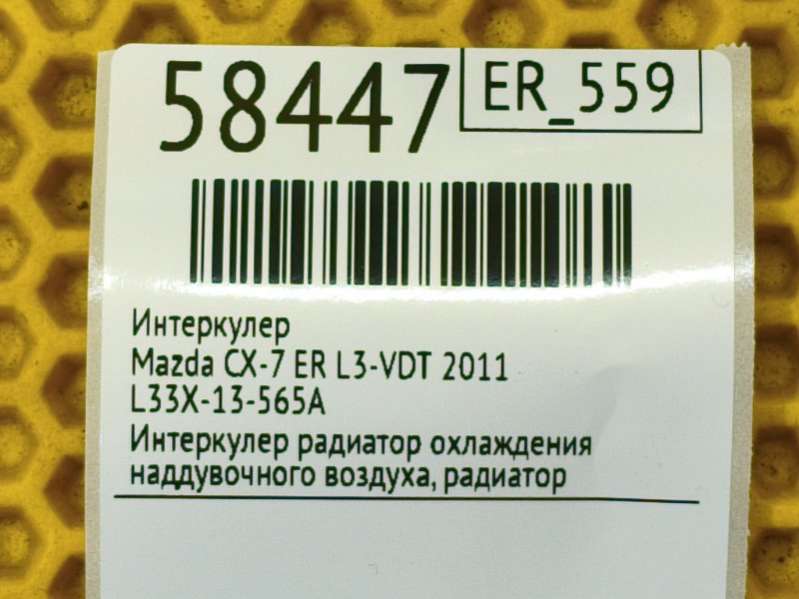 58447
ER_559
Интеркулер
Mazda CX-7 ER L3-VDT 2011
L33X-13-565A
Интеркулер радиатор охлаждения
наддувочного воздуха, радиатор